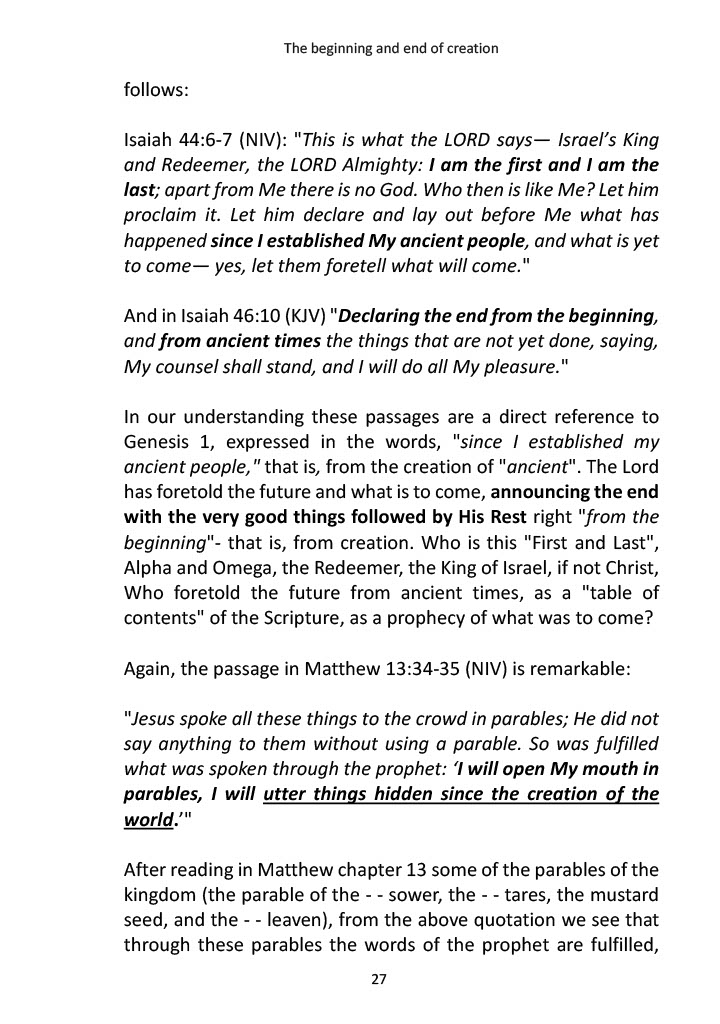 The beginning and end of creation
follows:
Isaiah 44:6-7 (NIV): "This is what the LORD says— Israel’s King
and Redeemer, the LORD Almighty: I am the first and I am the
last; apart from Me there is no God. Who then is like Me? Let him
proclaim it. Let him declare and lay out before Me what has
happened since I established My ancient people, and what is yet
to come— yes, let them foretell what will come."
And in Isaiah 46:10 (KJV) "Declaring the end from the beginning,
and from ancient times the things that are not yet done, saying,
My counsel shall stand, and I will do all My pleasure."
In our understanding these passages are a direct reference to
Genesis 1, expressed in the words, "since I established my
ancient people," that is, from the creation of "ancient". The Lord
has foretold the future and what is to come, announcing the end
with the very good things followed by His Rest right "from the
beginning"- that is, from creation. Who is this "First and Last",
Alpha and Omega, the Redeemer, the King of Israel, if not Christ,
Who foretold the future from ancient times, as a "table of
contents" of the Scripture, as a prophecy of what was to come?
Again, the passage in Matthew 13:34-35 (NIV) is remarkable:
"Jesus spoke all these things to the crowd in parables; He did not
say anything to them without using a parable. So was fulfilled
what was spoken through the prophet: ‘I will open My mouth in
parables, I will utter things hidden since the creation of the
world.’"
After reading in Matthew chapter 13 some of the parables of the
kingdom (the parable of the - - sower, the - - tares, the mustard
seed, and the - - leaven), from the above quotation we see that
through these parables the words of the prophet are fulfilled,
27